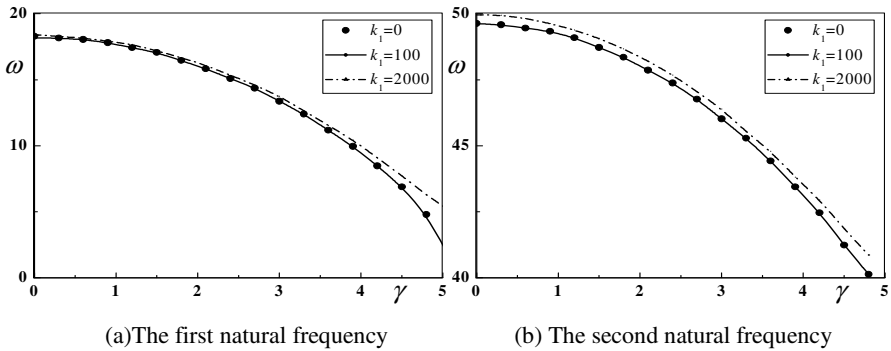 20
10
0
ω
k₁=0
k₁=100
k₁=2000
0 1 2 3 4 5
γ
(a)The first natural frequency
50
45
40
ω
k₁=0
k₁=100
k₁=2000
0 1 2 3 4 5
γ
(b) The second natural frequency